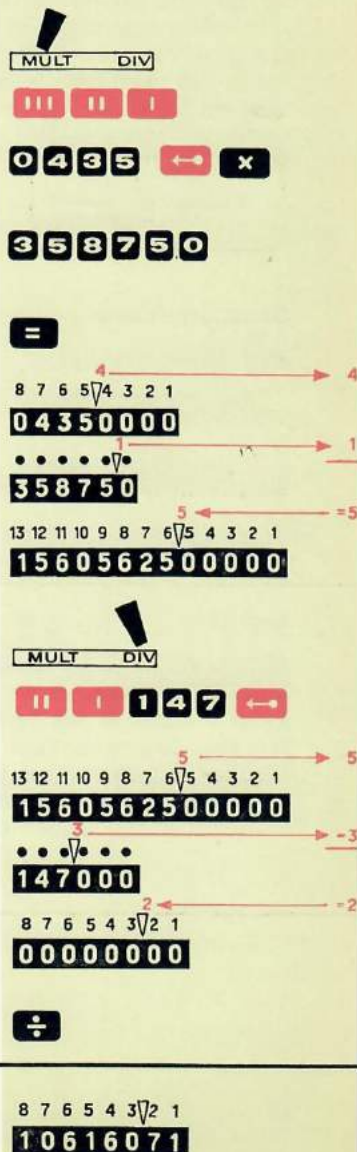 MULT DIV
III II I
0435 ←• ×
358750
=
4 → 4
8 7 6 5 4 3 2 1
04350000
1 → 1
358750
5 ← =5
13 12 11 10 9 8 7 6 5 4 3 2 1
1560562500000
MULT DIV
II I 147 ←•
5 → 5
13 12 11 10 9 8 7 6 5 4 3 2 1
1560562500000
3 → -3
147000
2 ← =2
8 7 6 5 4 3 2 1
00000000
÷
8 7 6 5 4 3 2 1
10616071